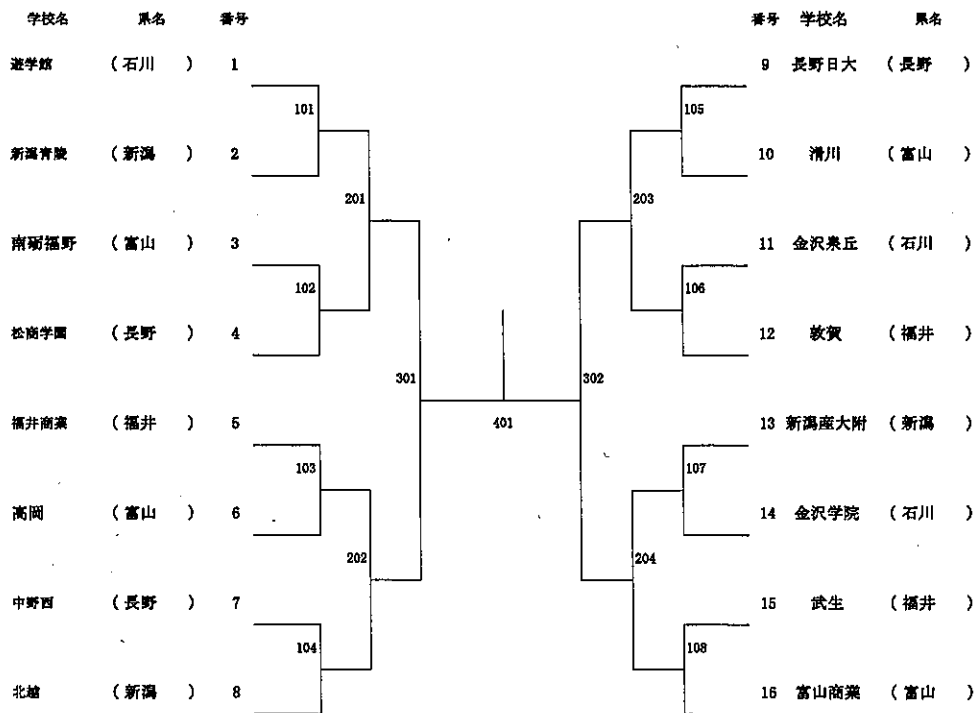 学校名 県名 番号 番号 学校名 県名
遊学館 ( 石川 ) 1 9 長野日大 ( 長野 )
101 105
新潟青陵 ( 新潟 ) 2 10 滑川 ( 富山 )
201 203
南砺福野 ( 富山 ) 3 11 金沢泉丘 ( 石川 )
102 106
松商学園 ( 長野 ) 4 12 敦賀 ( 福井 )
301 302
福井商業 ( 福井 ) 5 401 13 新潟産大附 ( 新潟 )
103 107
高岡 ( 富山 ) 6 14 金沢学院 ( 石川 )
202 204
中野西 ( 長野 ) 7 15 武生 ( 福井 )
104 108
北越 ( 新潟 ) 8 16 富山商業 ( 富山 )